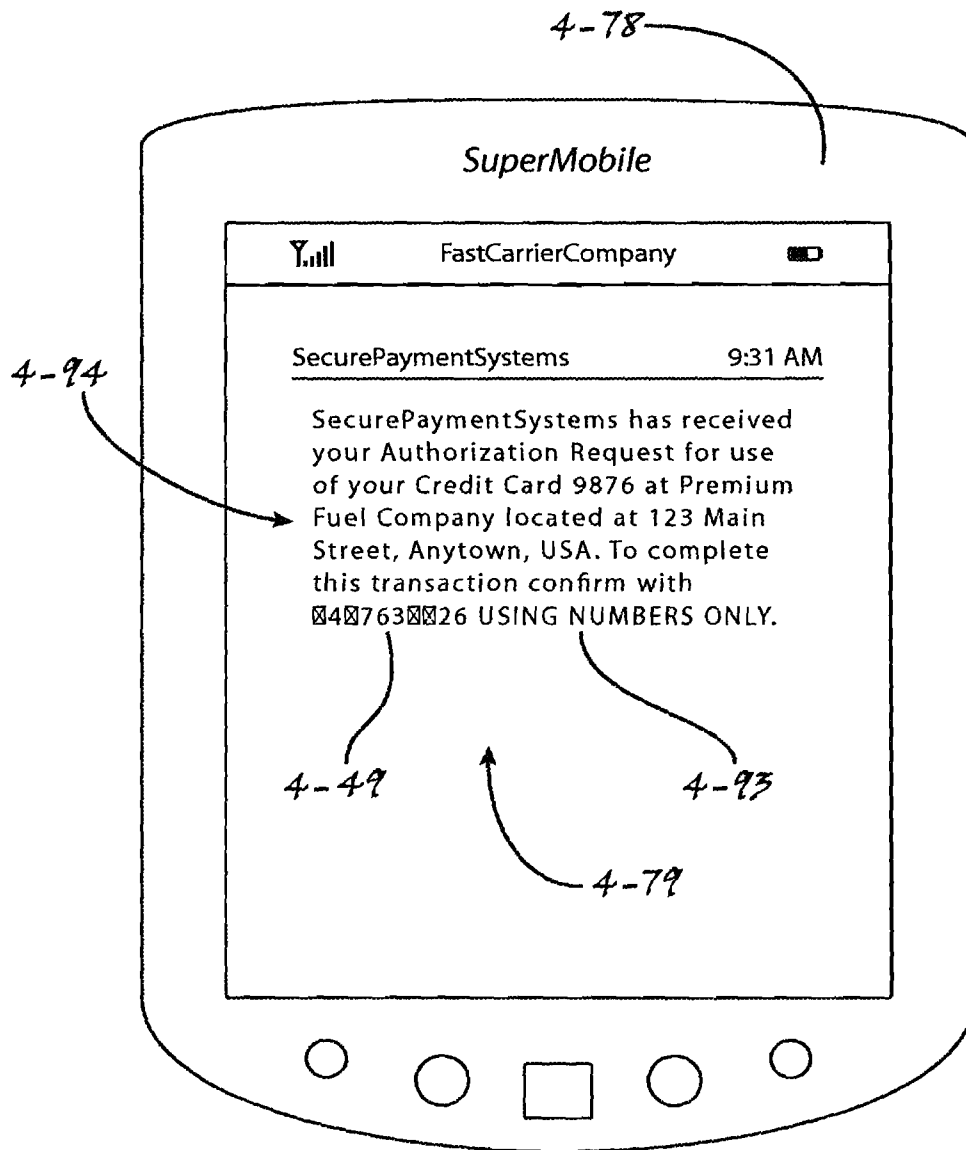 4-78
SuperMobile
FastCarrierCompany
SecurePaymentSystems 9:31 AM
4-94
SecurePaymentSystems has received
your Authorization Request for use
of your Credit Card 9876 at Premium
Fuel Company located at 123 Main
Street, Anytown, USA. To complete
this transaction confirm with
☒4☒763☒☒26 USING NUMBERS ONLY.
4-49 4-93
4-79